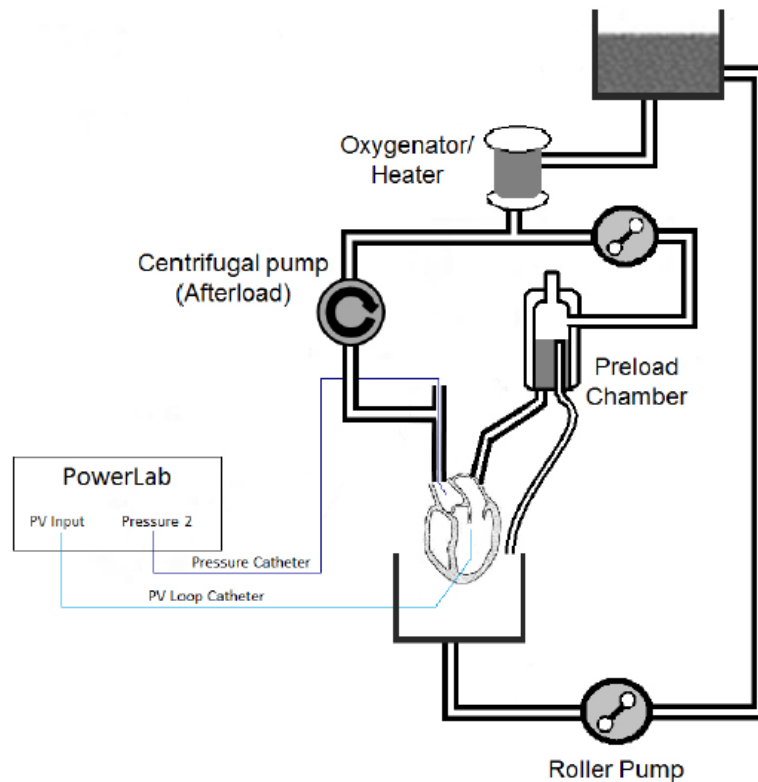 Oxygenator/
Heater
Centrifugal pump
(Afterload)
Preload
Chamber
PowerLab
PV Input
Pressure 2
Pressure Catheter
PV Loop Catheter
Roller Pump